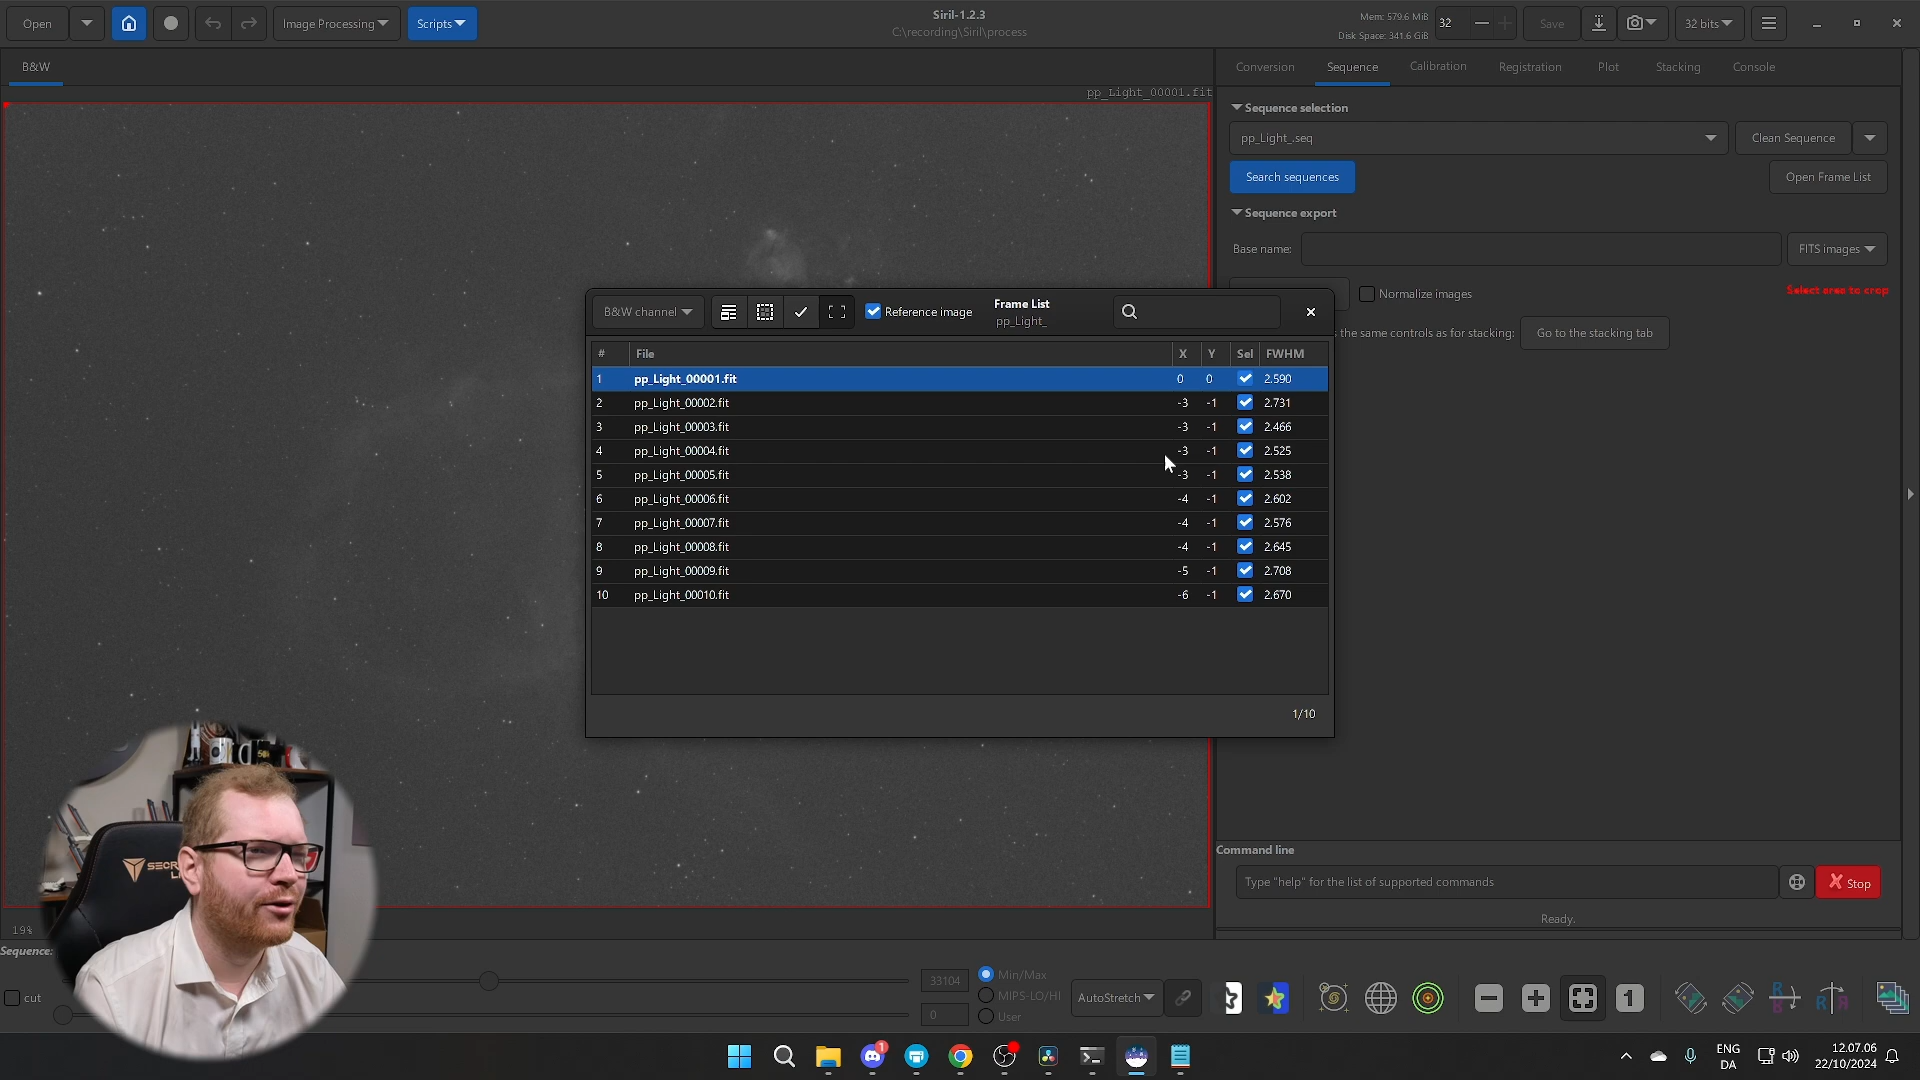 Open
Image Processing
Scripts
Siril-1.2.3
C:\recording\Siril\process
Mem: 579.6 MiB
Disk Space: 341.6 GiB
32
Save
32 bits
B&W
pp_Light_00001.fit
Conversion
Sequence
Calibration
Registration
Plot
Stacking
Console
Sequence selection
pp_Light_.seq
Clean Sequence
Search sequences
Open Frame List
Sequence export
Base name:
FITS images
Normalize images
Select area to crop
the same controls as for stacking:
Go to the stacking tab
B&W channel
Reference image
Frame List
pp_Light_
# File X Y Sel FWHM
1 pp_Light_00001.fit 0 0 2.590
2 pp_Light_00002.fit -3 -1 2.731
3 pp_Light_00003.fit -3 -1 2.466
4 pp_Light_00004.fit -3 -1 2.525
5 pp_Light_00005.fit -3 -1 2.538
6 pp_Light_00006.fit -4 -1 2.602
7 pp_Light_00007.fit -4 -1 2.576
8 pp_Light_00008.fit -4 -1 2.645
9 pp_Light_00009.fit -5 -1 2.708
10 pp_Light_00010.fit -6 -1 2.670
1/10
Command line
Type "help" for the list of supported commands
Stop
Ready.
19%
Sequence:
cut
33104
0
Min/Max
MIPS-LO/HI
User
AutoStretch
1
1
ENG
DA
12.07.06
22/10/2024